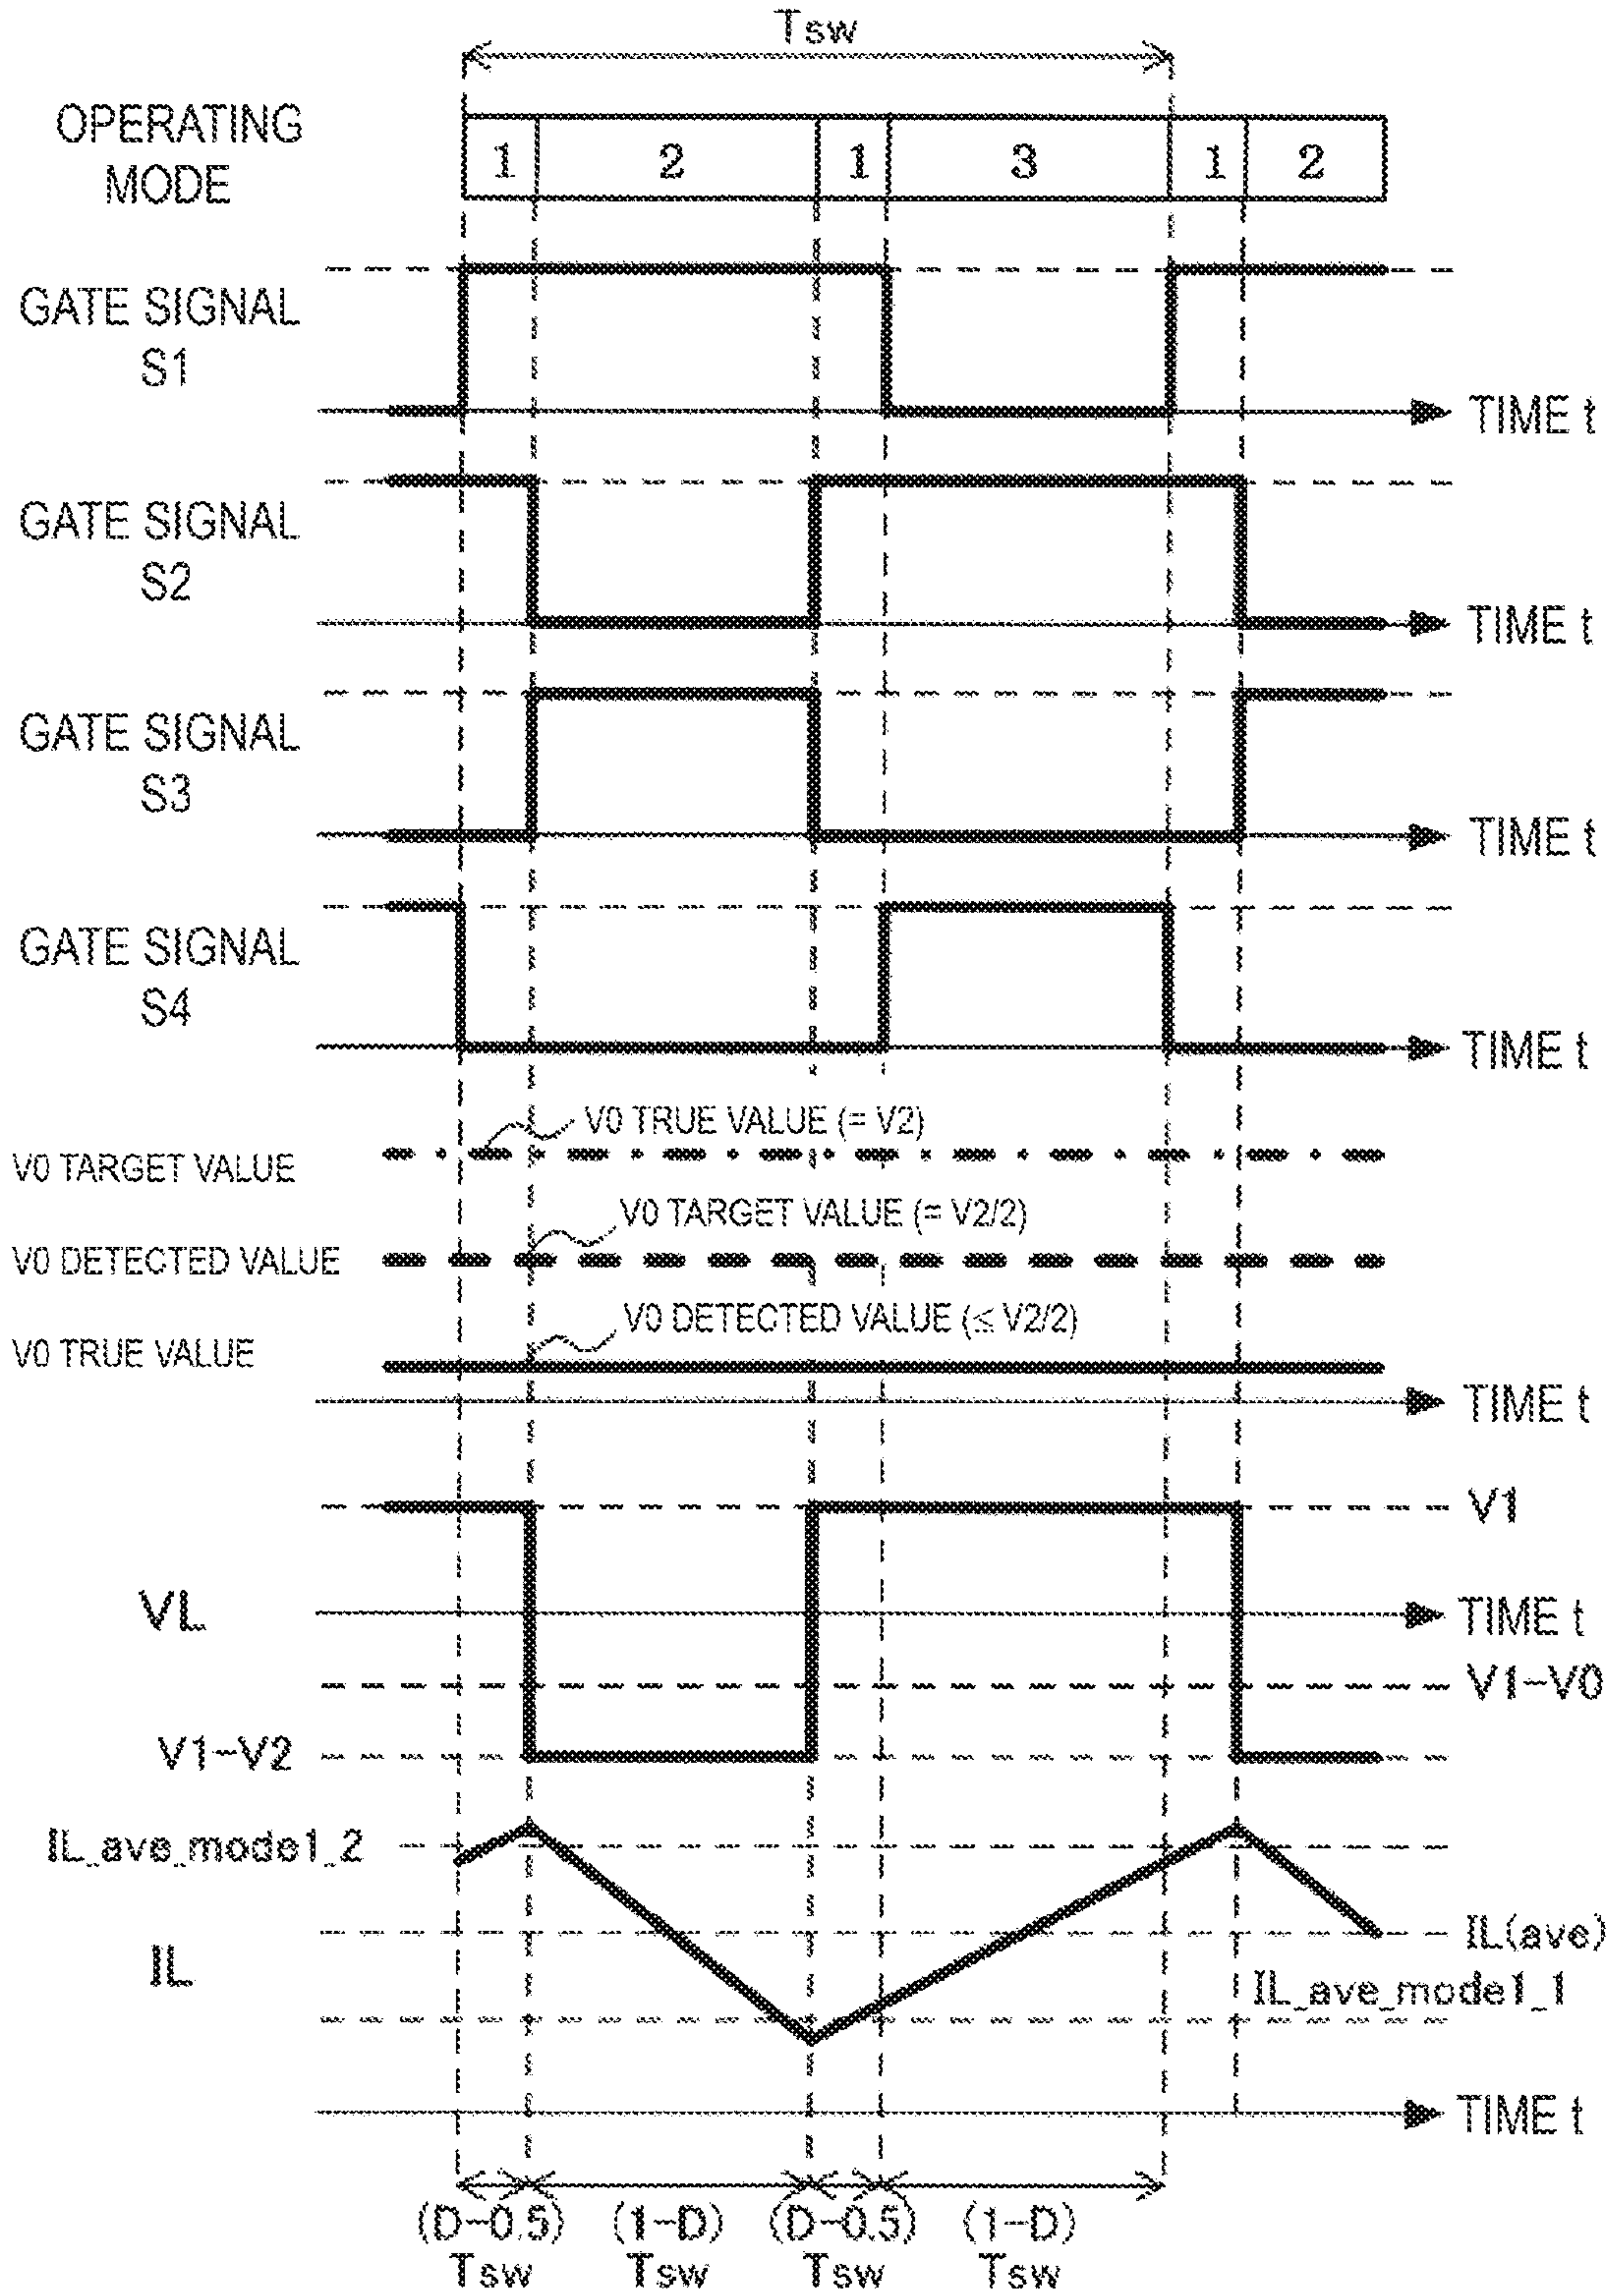 Tsw
OPERATING
MODE
1 2 1 3 1 2
GATE SIGNAL
S1
TIME t
GATE SIGNAL
S2
TIME t
GATE SIGNAL
S3
TIME t
GATE SIGNAL
S4
TIME t
V0 TRUE VALUE (= V2)
V0 TARGET VALUE
V0 TARGET VALUE (= V2/2)
V0 DETECTED VALUE
V0 DETECTED VALUE (≤ V2/2)
V0 TRUE VALUE
TIME t
V1
VL
TIME t
V1-V0
V1-V2
IL_ave_mode1_2
IL(ave)
IL
IL_ave_mode1_1
TIME t
(D-0.5) (1-D) (D-0.5) (1-D)
Tsw Tsw Tsw Tsw